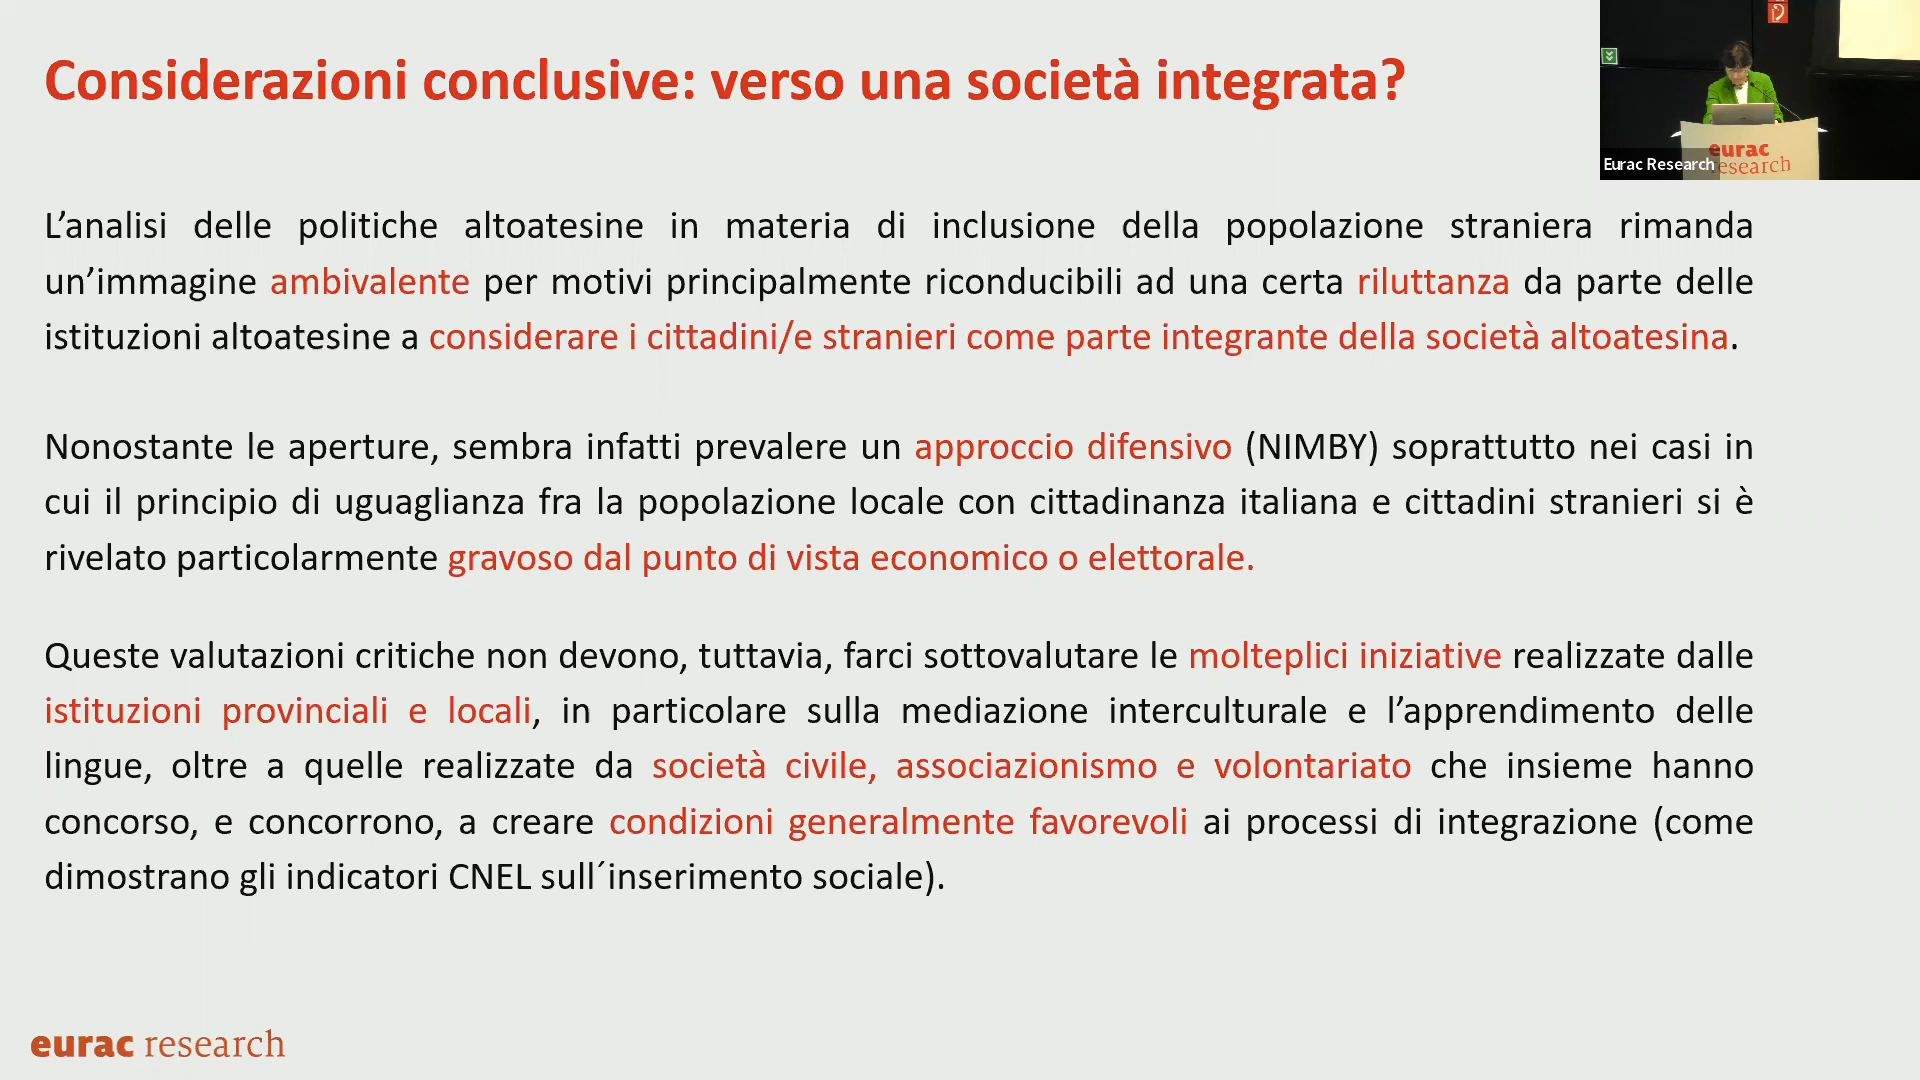 Considerazioni conclusive: verso una società integrata?
L’analisi delle politiche altoatesine in materia di inclusione della popolazione straniera rimanda
un’immagine ambivalente per motivi principalmente riconducibili ad una certa riluttanza da parte delle
istituzioni altoatesine a considerare i cittadini/e stranieri come parte integrante della società altoatesina.
Nonostante le aperture, sembra infatti prevalere un approccio difensivo (NIMBY) soprattutto nei casi in
cui il principio di uguaglianza fra la popolazione locale con cittadinanza italiana e cittadini stranieri si è
rivelato particolarmente gravoso dal punto di vista economico o elettorale.
Queste valutazioni critiche non devono, tuttavia, farci sottovalutare le molteplici iniziative realizzate dalle
istituzioni provinciali e locali, in particolare sulla mediazione interculturale e l’apprendimento delle
lingue, oltre a quelle realizzate da società civile, associazionismo e volontariato che insieme hanno
concorso, e concorrono, a creare condizioni generalmente favorevoli ai processi di integrazione (come
dimostrano gli indicatori CNEL sull´inserimento sociale).
eurac research
eurac
research
Eurac Research